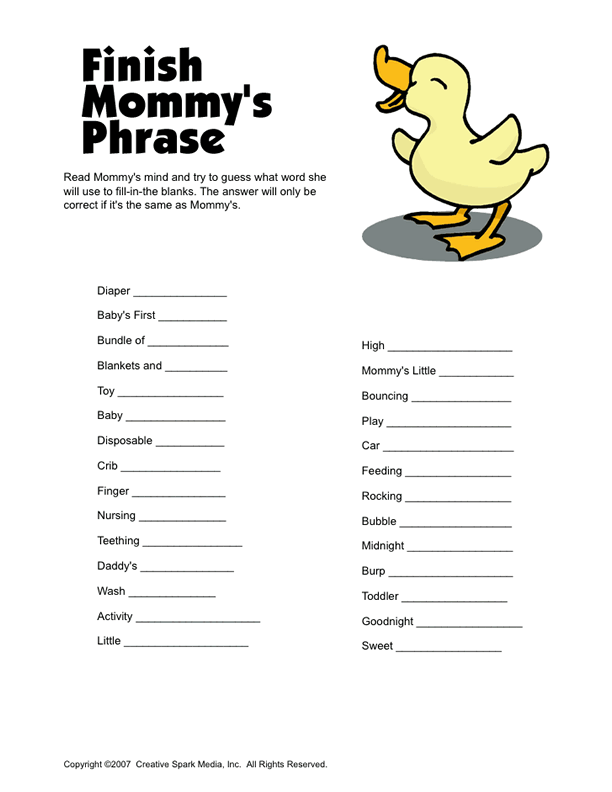 Finish
Mommy's
Phrase
Read Mommy's mind and try to guess what word she
will use to fill-in-the blanks. The answer will only be
correct if it's the same as Mommy's.
Diaper _______________
Baby's First ___________
Bundle of _____________
Blankets and __________
Toy _________________
Baby ________________
Disposable ___________
Crib ________________
Finger _______________
Nursing ______________
Teething ________________
Daddy's _______________
Wash ______________
Activity ____________________
Little ____________________
High ____________________
Mommy's Little ____________
Bouncing ________________
Play ____________________
Car _____________________
Feeding _________________
Rocking _________________
Bubble __________________
Midnight _________________
Burp ____________________
Toddler _________________
Goodnight _________________
Sweet _________________
Copyright ©2007 Creative Spark Media, Inc. All Rights Reserved.